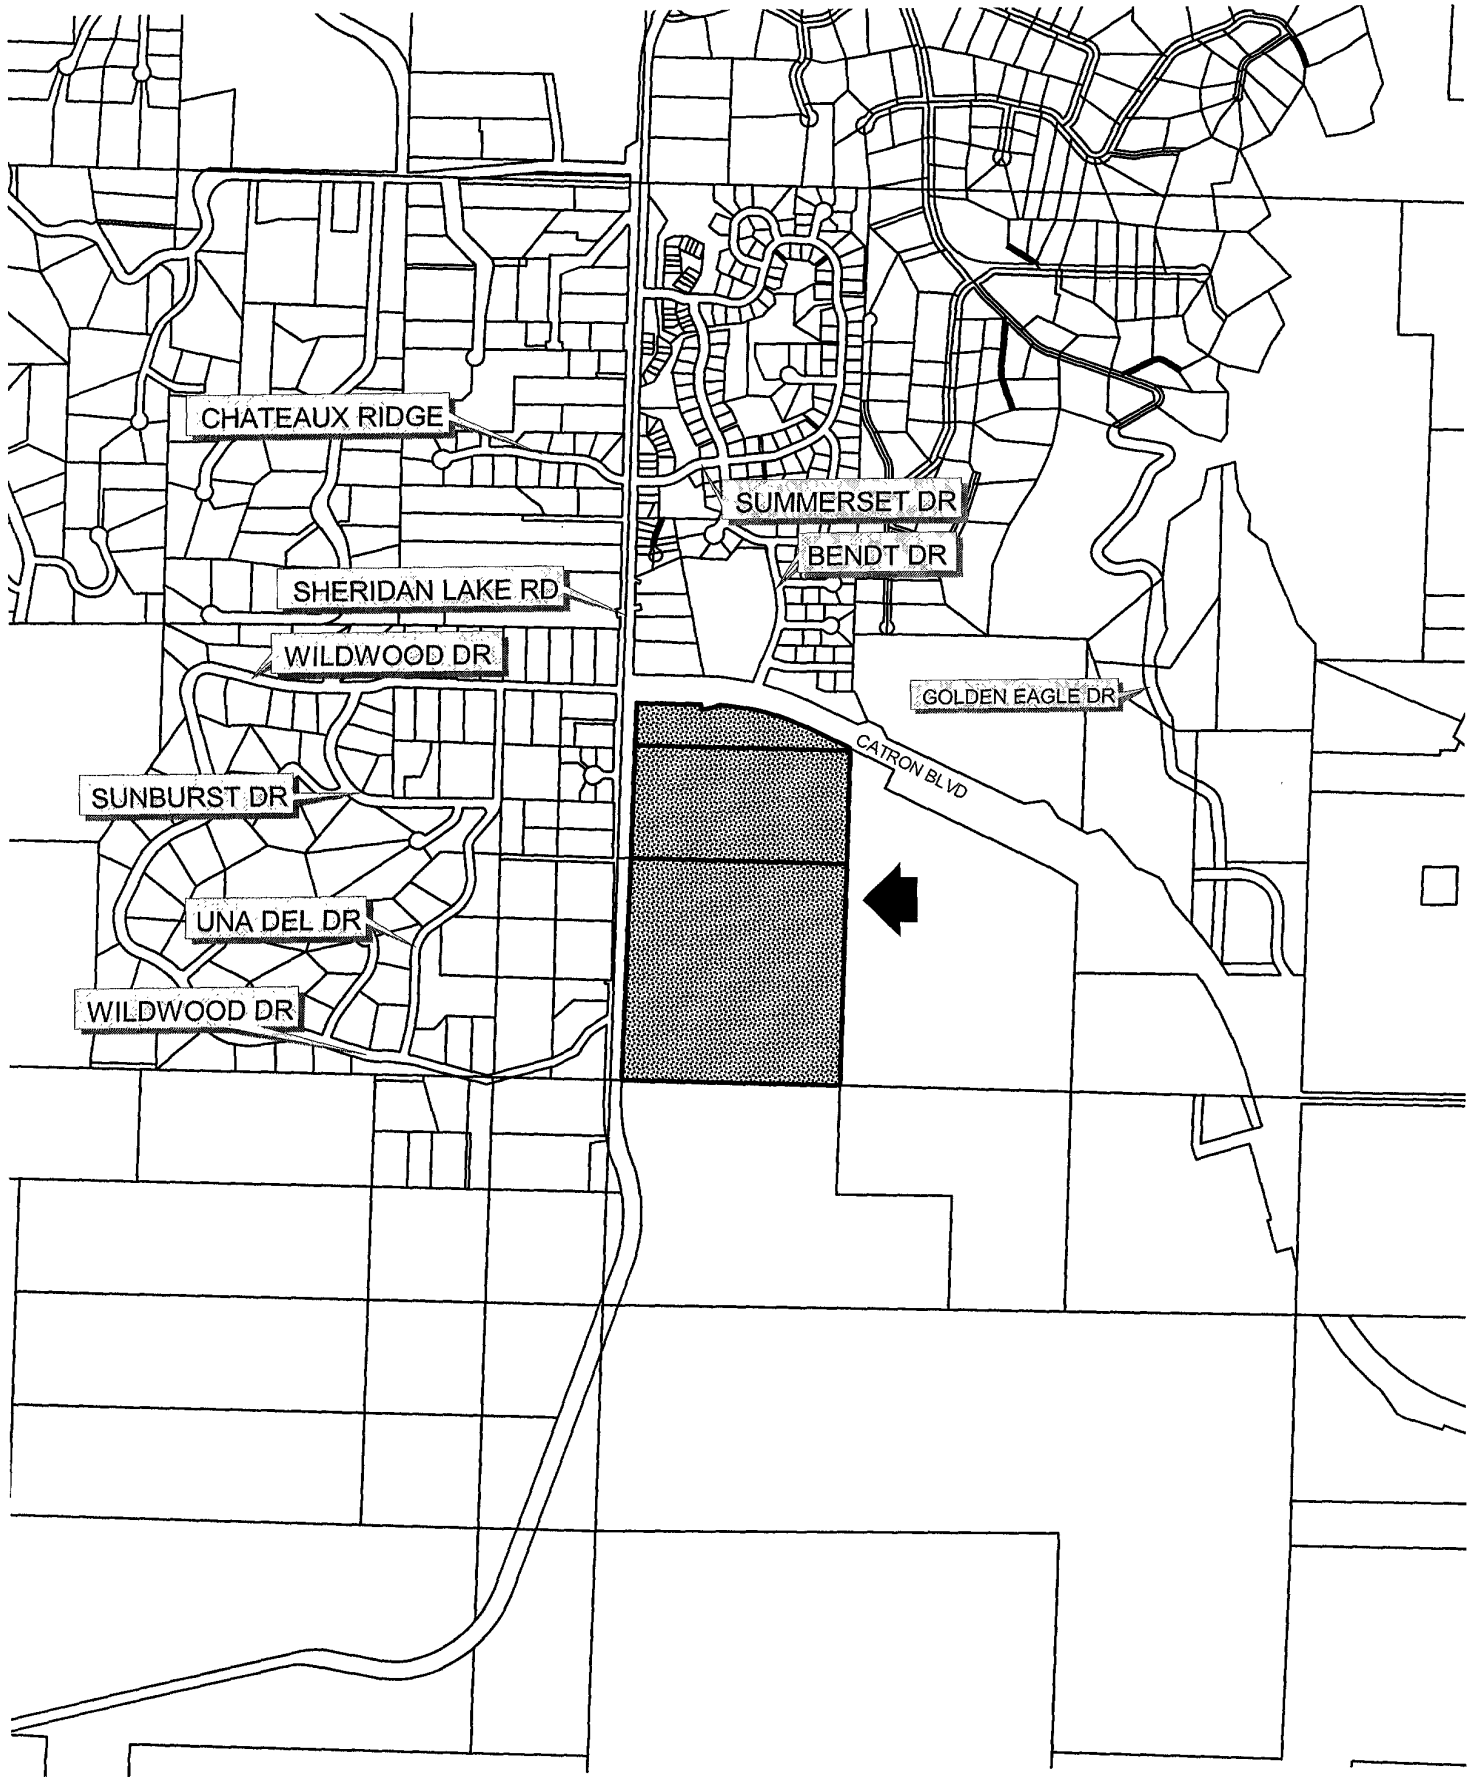 CHATEAUX RIDGE
SUMMERSET DR
BENDT DR
SHERIDAN LAKE RD
WILDWOOD DR
GOLDEN EAGLE DR
CATRON BLVD
SUNBURST DR
UNA DEL DR
WILDWOOD DR